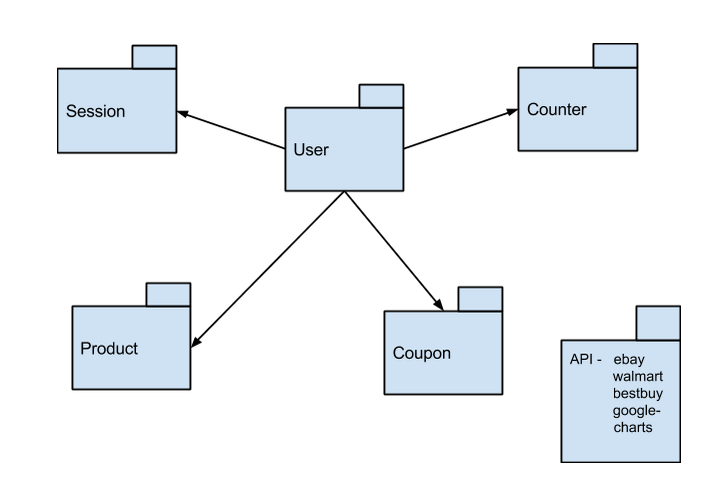 Session
Counter
User
Product
Coupon
API - ebay
walmart
bestbuy
google-
charts